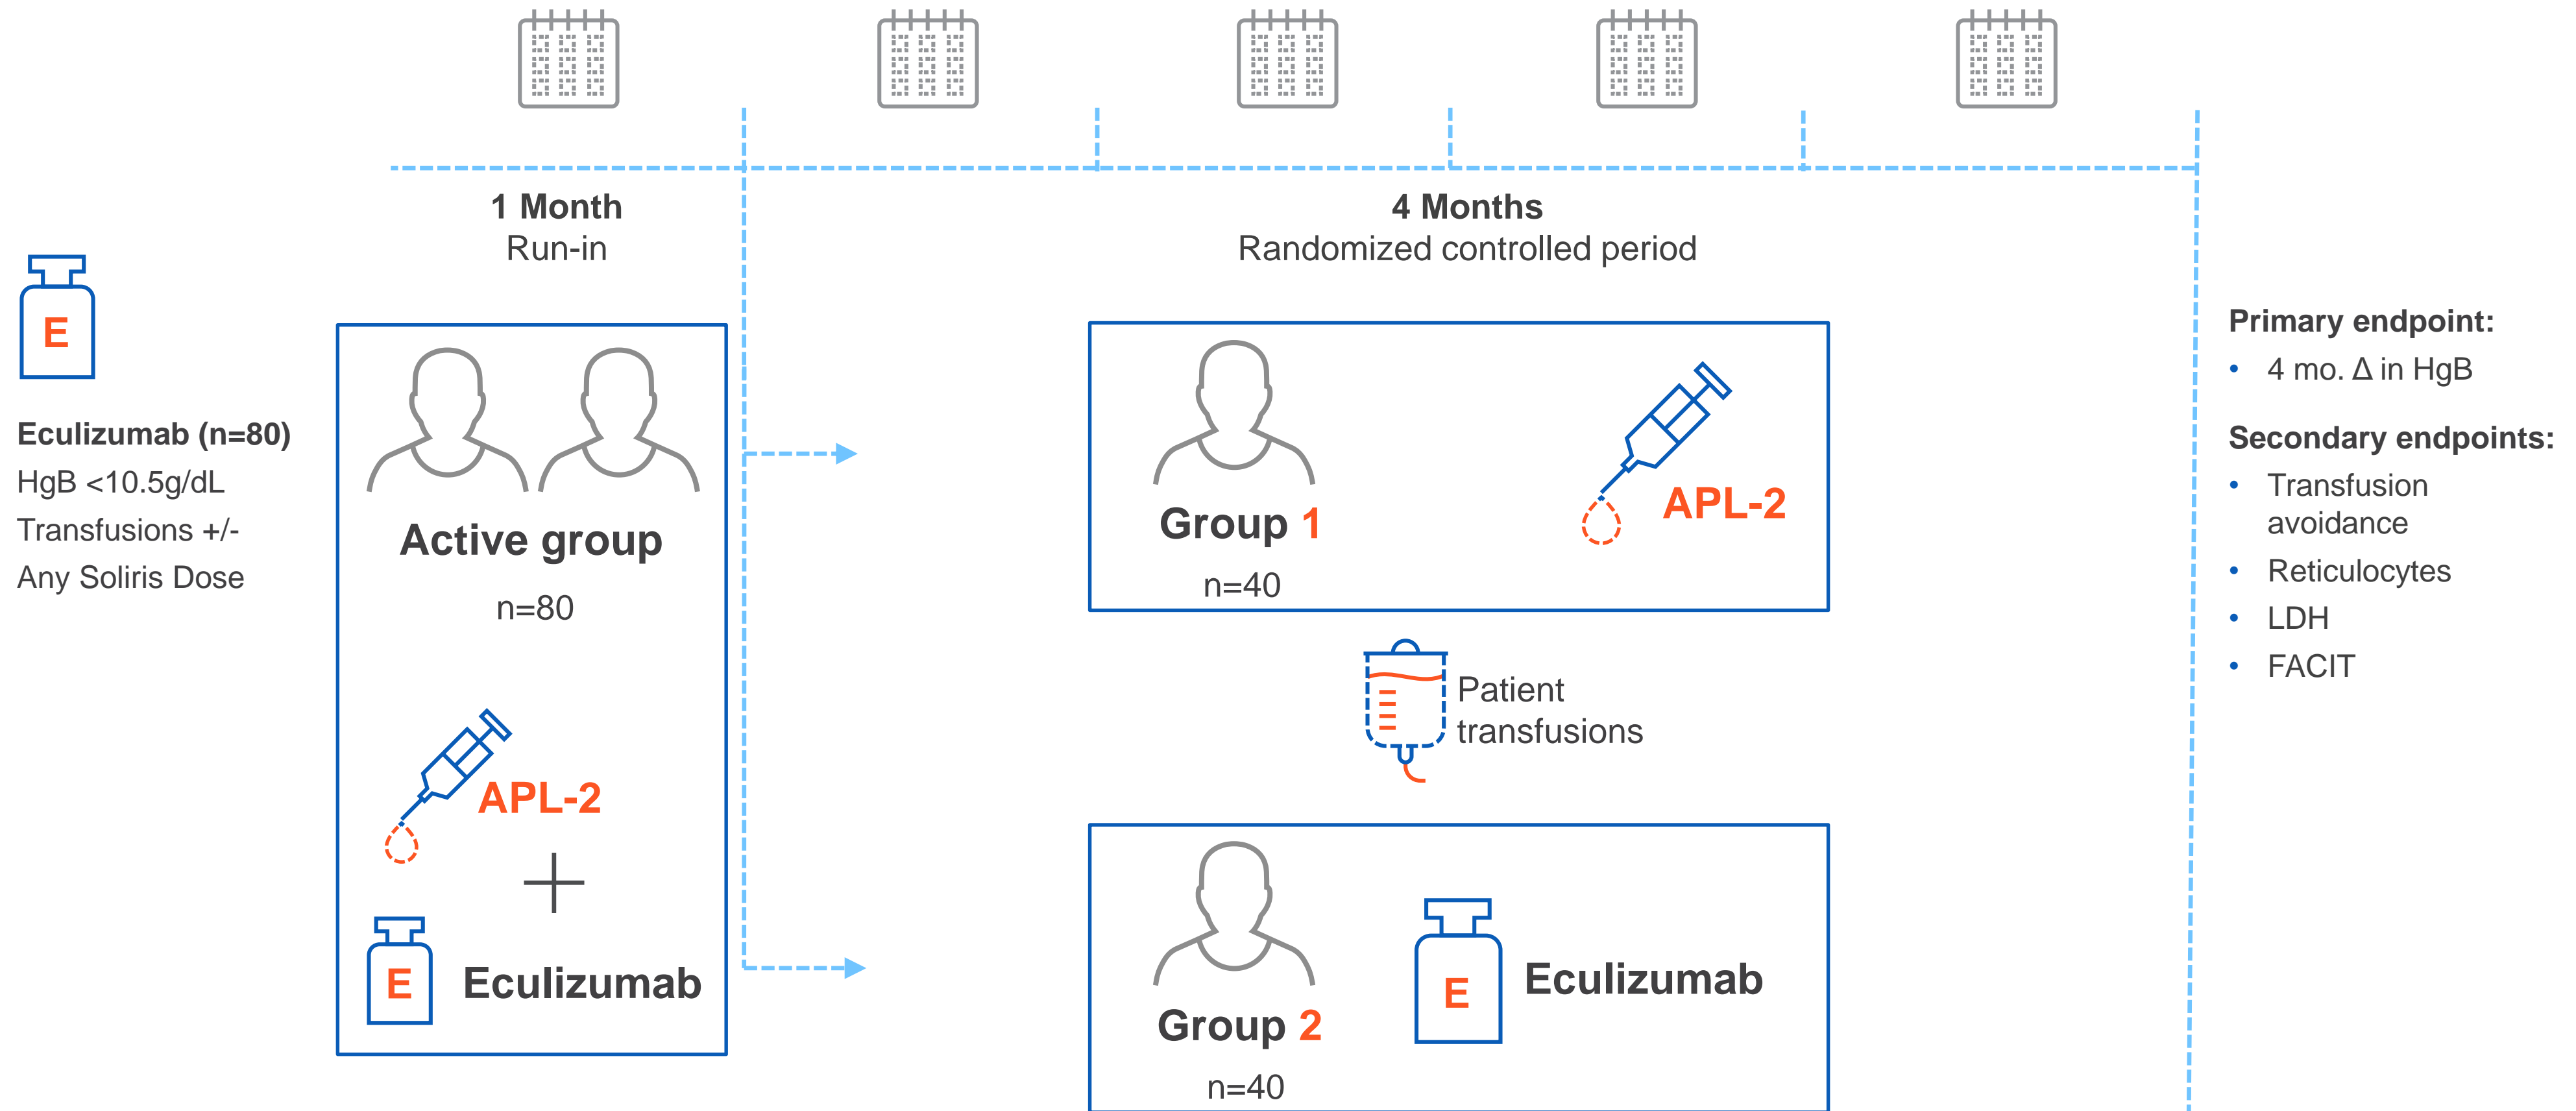 1 Month
Run-in
4 Months
Randomized controlled period
E
Eculizumab (n=80)
HgB <10.5g/dL
Transfusions +/-
Any Soliris Dose
Active group
n=80
APL-2
+
E
Eculizumab
Group 1
n=40
APL-2
Patient
transfusions
Group 2
n=40
E
Eculizumab
Primary endpoint:
• 4 mo. Δ in HgB
Secondary endpoints:
• Transfusion
avoidance
• Reticulocytes
• LDH
• FACIT